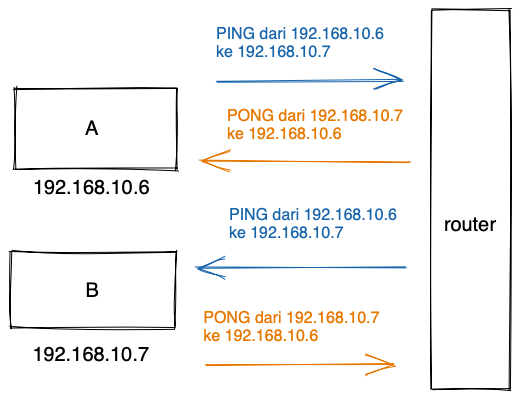 PING dari 192.168.10.6
ke 192.168.10.7
A
PONG dari 192.168.10.7
ke 192.168.10.6
192.168.10.6
PING dari 192.168.10.6
ke 192.168.10.7
router
B
PONG dari 192.168.10.7
ke 192.168.10.6
192.168.10.7